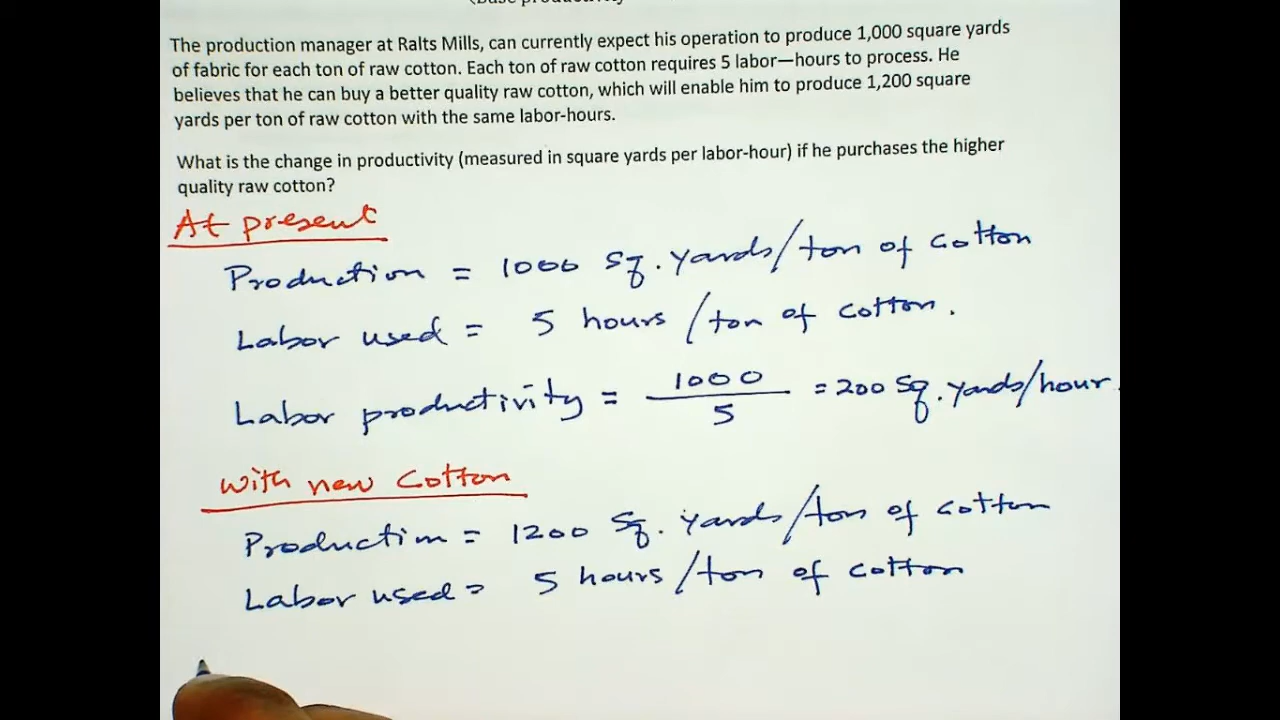 The production manager at Ralts Mills, can currently expect his operation to produce 1,000 square yards
of fabric for each ton of raw cotton. Each ton of raw cotton requires 5 labor—hours to process. He
believes that he can buy a better quality raw cotton, which will enable him to produce 1,200 square
yards per ton of raw cotton with the same labor-hours.
What is the change in productivity (measured in square yards per labor-hour) if he purchases the higher
quality raw cotton?
At present
Production = 1000 sq. yards/ton of cotton
Labor used = 5 hours/ton of cotton.
Labor productivity = 1000/5 = 200 sq. yards/hour.
With new cotton
Production = 1200 sq. yards/ton of cotton
Labor used = 5 hours/ton of cotton